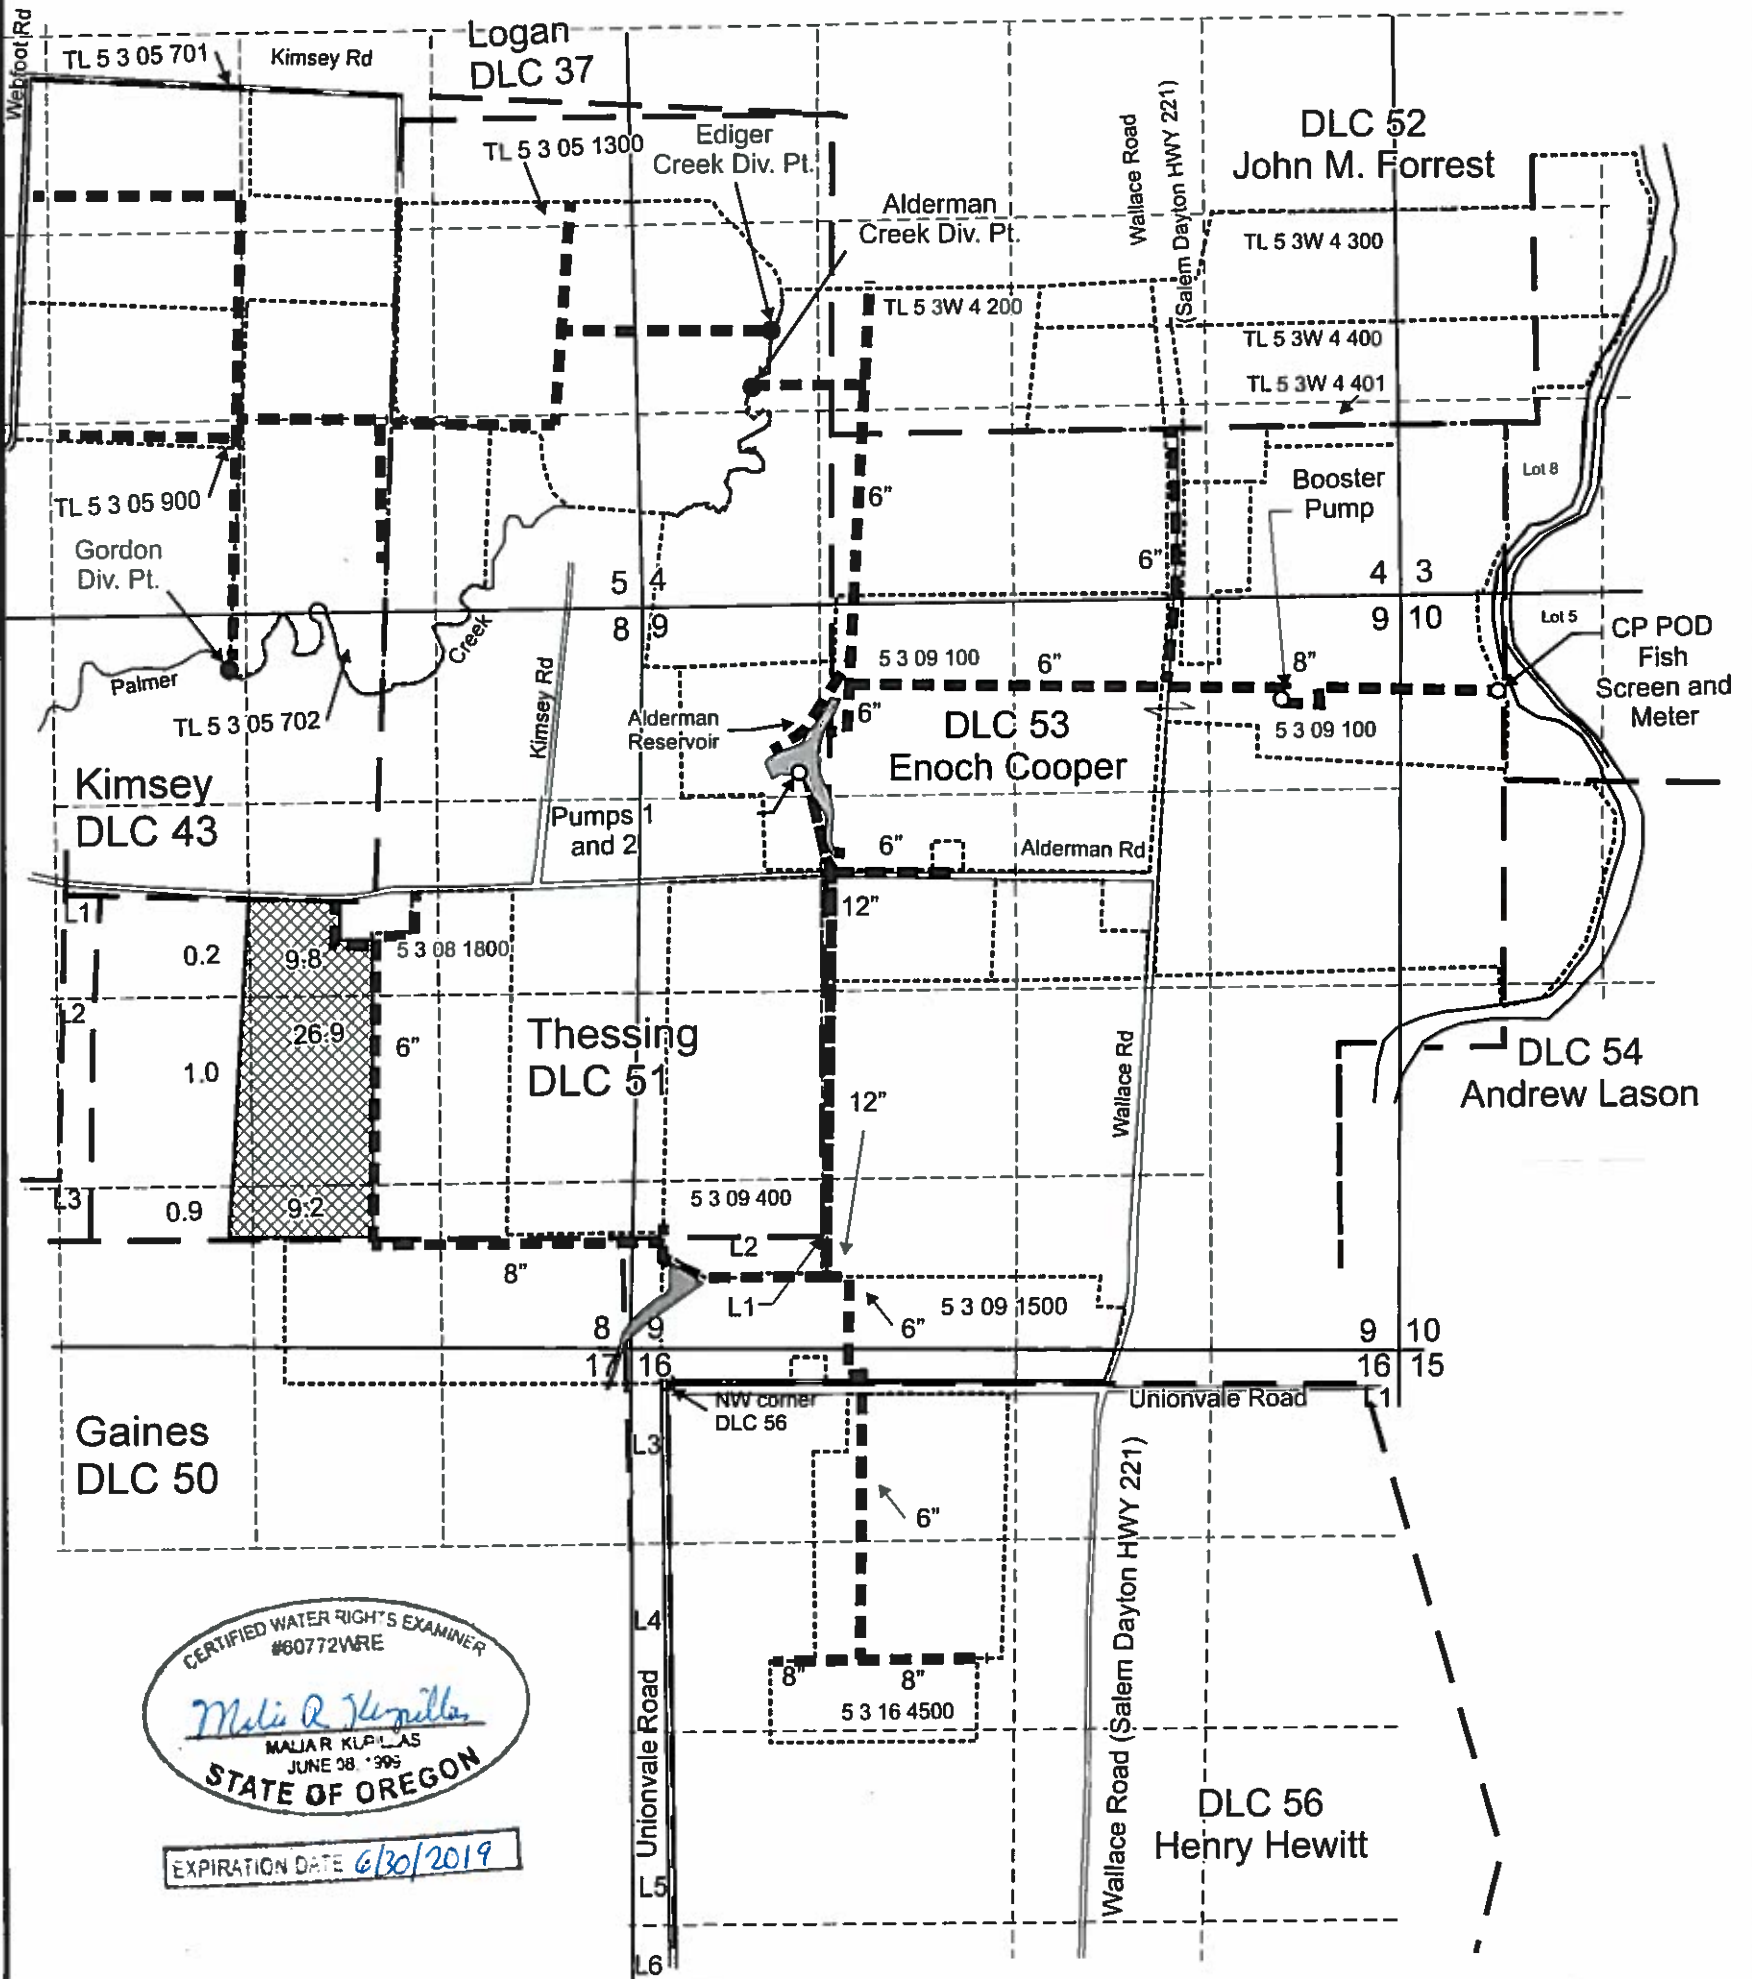 Webfoot Rd
TL 5 3 05 701
Kimsey Rd
Logan
DLC 37
TL 5 3 05 1300
Ediger
Creek Div. Pt.
Alderman
Creek Div. Pt.
Wallace Road
(Salem Dayton HWY 221)
DLC 52
John M. Forrest
TL 5 3W 4 300
TL 5 3W 4 200
TL 5 3W 4 400
TL 5 3W 4 401
TL 5 3 05 900
Gordon
Div. Pt.
6"
6"
Booster
Pump
Lot 8
5 4
8 9
4 3
9 10
Lot 5
CP POD
Fish
Screen and
Meter
Palmer
Creek
TL 5 3 05 702
Kimsey Rd
Alderman
Reservoir
5 3 09 100
6"
8"
6"
5 3 09 100
DLC 53
Enoch Cooper
Kimsey
DLC 43
Pumps 1
and 2
6"
Alderman Rd
L1
0.2
9.8
5 3 08 1800
12"
L2
1.0
26.9
6"
Thessing
DLC 51
12"
Wallace Rd
DLC 54
Andrew Lason
L3
0.9
9.2
5 3 09 400
L2
8"
L1
6"
5 3 09 1500
8 9
17 16
9 10
16 15
NW corner
DLC 56
Unionvale Road
L1
Gaines
DLC 50
L3
6"
L4
8"
8"
5 3 16 4500
Unionvale Road
Wallace Road (Salem Dayton HWY 221)
DLC 56
Henry Hewitt
L5
L6
CERTIFIED WATER RIGHTS EXAMINER
#60772WRE
MALIA R KUPILLAS
JUNE 08, 1999
STATE OF OREGON
EXPIRATION DATE 6/30/2019